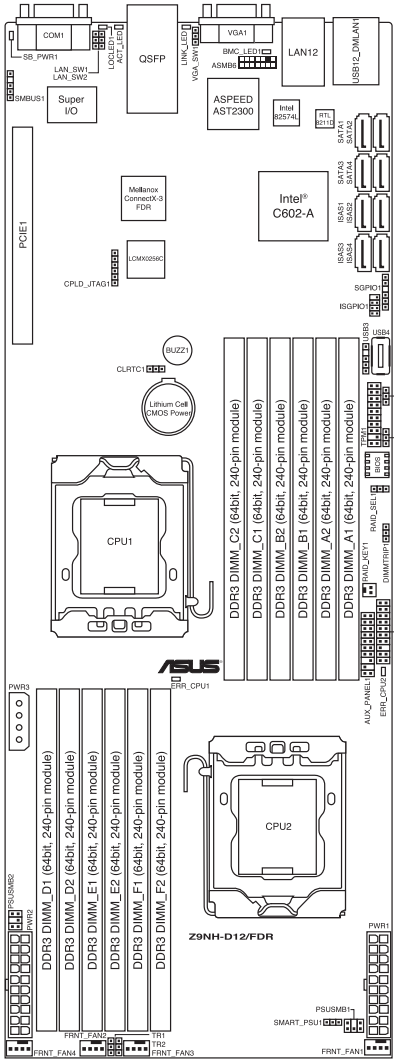 COM1
VGA1
SB_PWR1
LOCLED1
ACT_LED
LAN_SW1
LAN_SW2
QSFP
LINK_LED
VGA_SW1
BMC_LED1
ASMB6
LAN12
USB12_DMLAN1
SMBUS1
Super
I/O
ASPEED
AST2300
Intel
82574L
RTL
8211D
SATA1
SATA2
SATA3
SATA4
ISAS1
ISAS2
ISAS3
ISAS4
PCIE1
Mellanox
ConnectX-3
FDR
Intel®
C602-A
LCMX0256C
CPLD_JTAG1
SGPIO1
ISGPIO1
USB3
USB4
BUZZ1
CLRTC1
Lithium Cell
CMOS Power
DDR3 DIMM_C2 (64bit, 240-pin module)
DDR3 DIMM_C1 (64bit, 240-pin module)
DDR3 DIMM_B2 (64bit, 240-pin module)
DDR3 DIMM_B1 (64bit, 240-pin module)
DDR3 DIMM_A2 (64bit, 240-pin module)
DDR3 DIMM_A1 (64bit, 240-pin module)
TPM1
BIOS
RAID_SEL1
DIMMTRIP1
RAID_KEY1
CPU1
ASUS
ERR_CPU1
AUX_PANEL1
ERR_CPU2
PWR3
DDR3 DIMM_D1 (64bit, 240-pin module)
DDR3 DIMM_D2 (64bit, 240-pin module)
DDR3 DIMM_E1 (64bit, 240-pin module)
DDR3 DIMM_E2 (64bit, 240-pin module)
DDR3 DIMM_F1 (64bit, 240-pin module)
DDR3 DIMM_F2 (64bit, 240-pin module)
CPU2
PSUSMB2
PWR2
Z9NH-D12/FDR
PWR1
PSUSMB1
SMART_PSU1
FRNT_FAN2
TR1
TR2
FRNT_FAN4
FRNT_FAN3
FRNT_FAN1